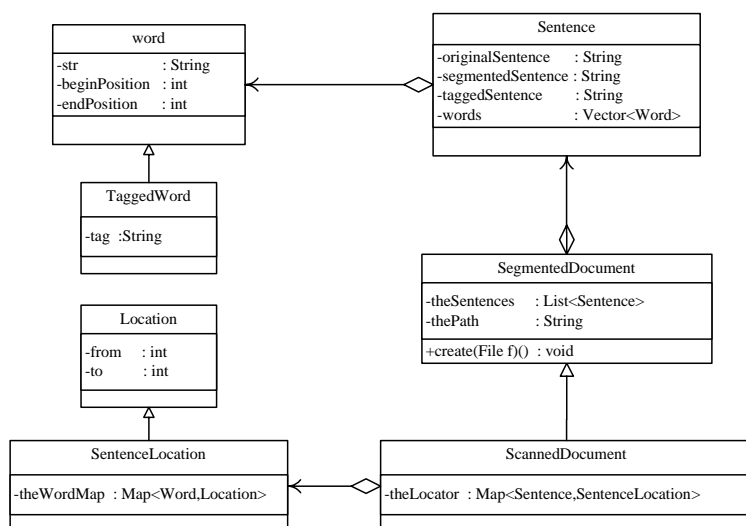 word
-str : String
-beginPosition : int
-endPosition : int
Sentence
-originalSentence : String
-segmentedSentence : String
-taggedSentence : String
-words : Vector<Word>
TaggedWord
-tag :String
SegmentedDocument
-theSentences : List<Sentence>
-thePath : String
+create(File f)() : void
Location
-from : int
-to : int
SentenceLocation
-theWordMap : Map<Word,Location>
ScannedDocument
-theLocator : Map<Sentence,SentenceLocation>